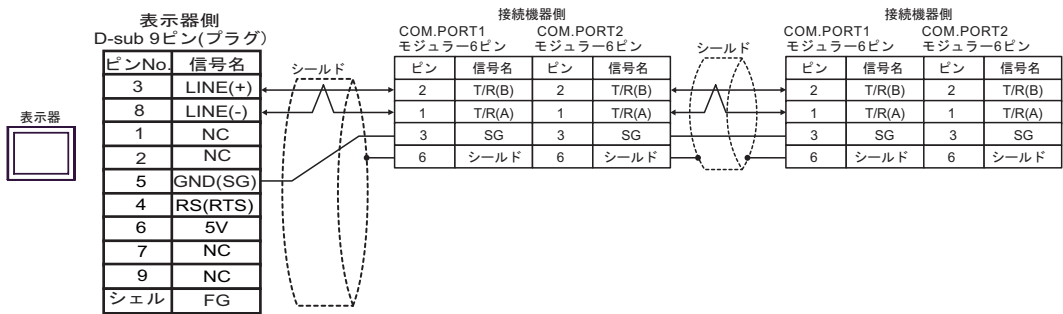 表示器
表示器側
D-sub 9ピン(プラグ)
ピンNo. 信号名
3 LINE(+)
8 LINE(-)
1 NC
2 NC
5 GND(SG)
4 RS(RTS)
6 5V
7 NC
9 NC
シェル FG
シールド
接続機器側
COM.PORT1 COM.PORT2
モジュラー6ピン モジュラー6ピン
ピン 信号名 ピン 信号名
2 T/R(B) 2 T/R(B)
1 T/R(A) 1 T/R(A)
3 SG 3 SG
6 シールド 6 シールド
シールド
接続機器側
COM.PORT1 COM.PORT2
モジュラー6ピン モジュラー6ピン
ピン 信号名 ピン 信号名
2 T/R(B) 2 T/R(B)
1 T/R(A) 1 T/R(A)
3 SG 3 SG
6 シールド 6 シールド